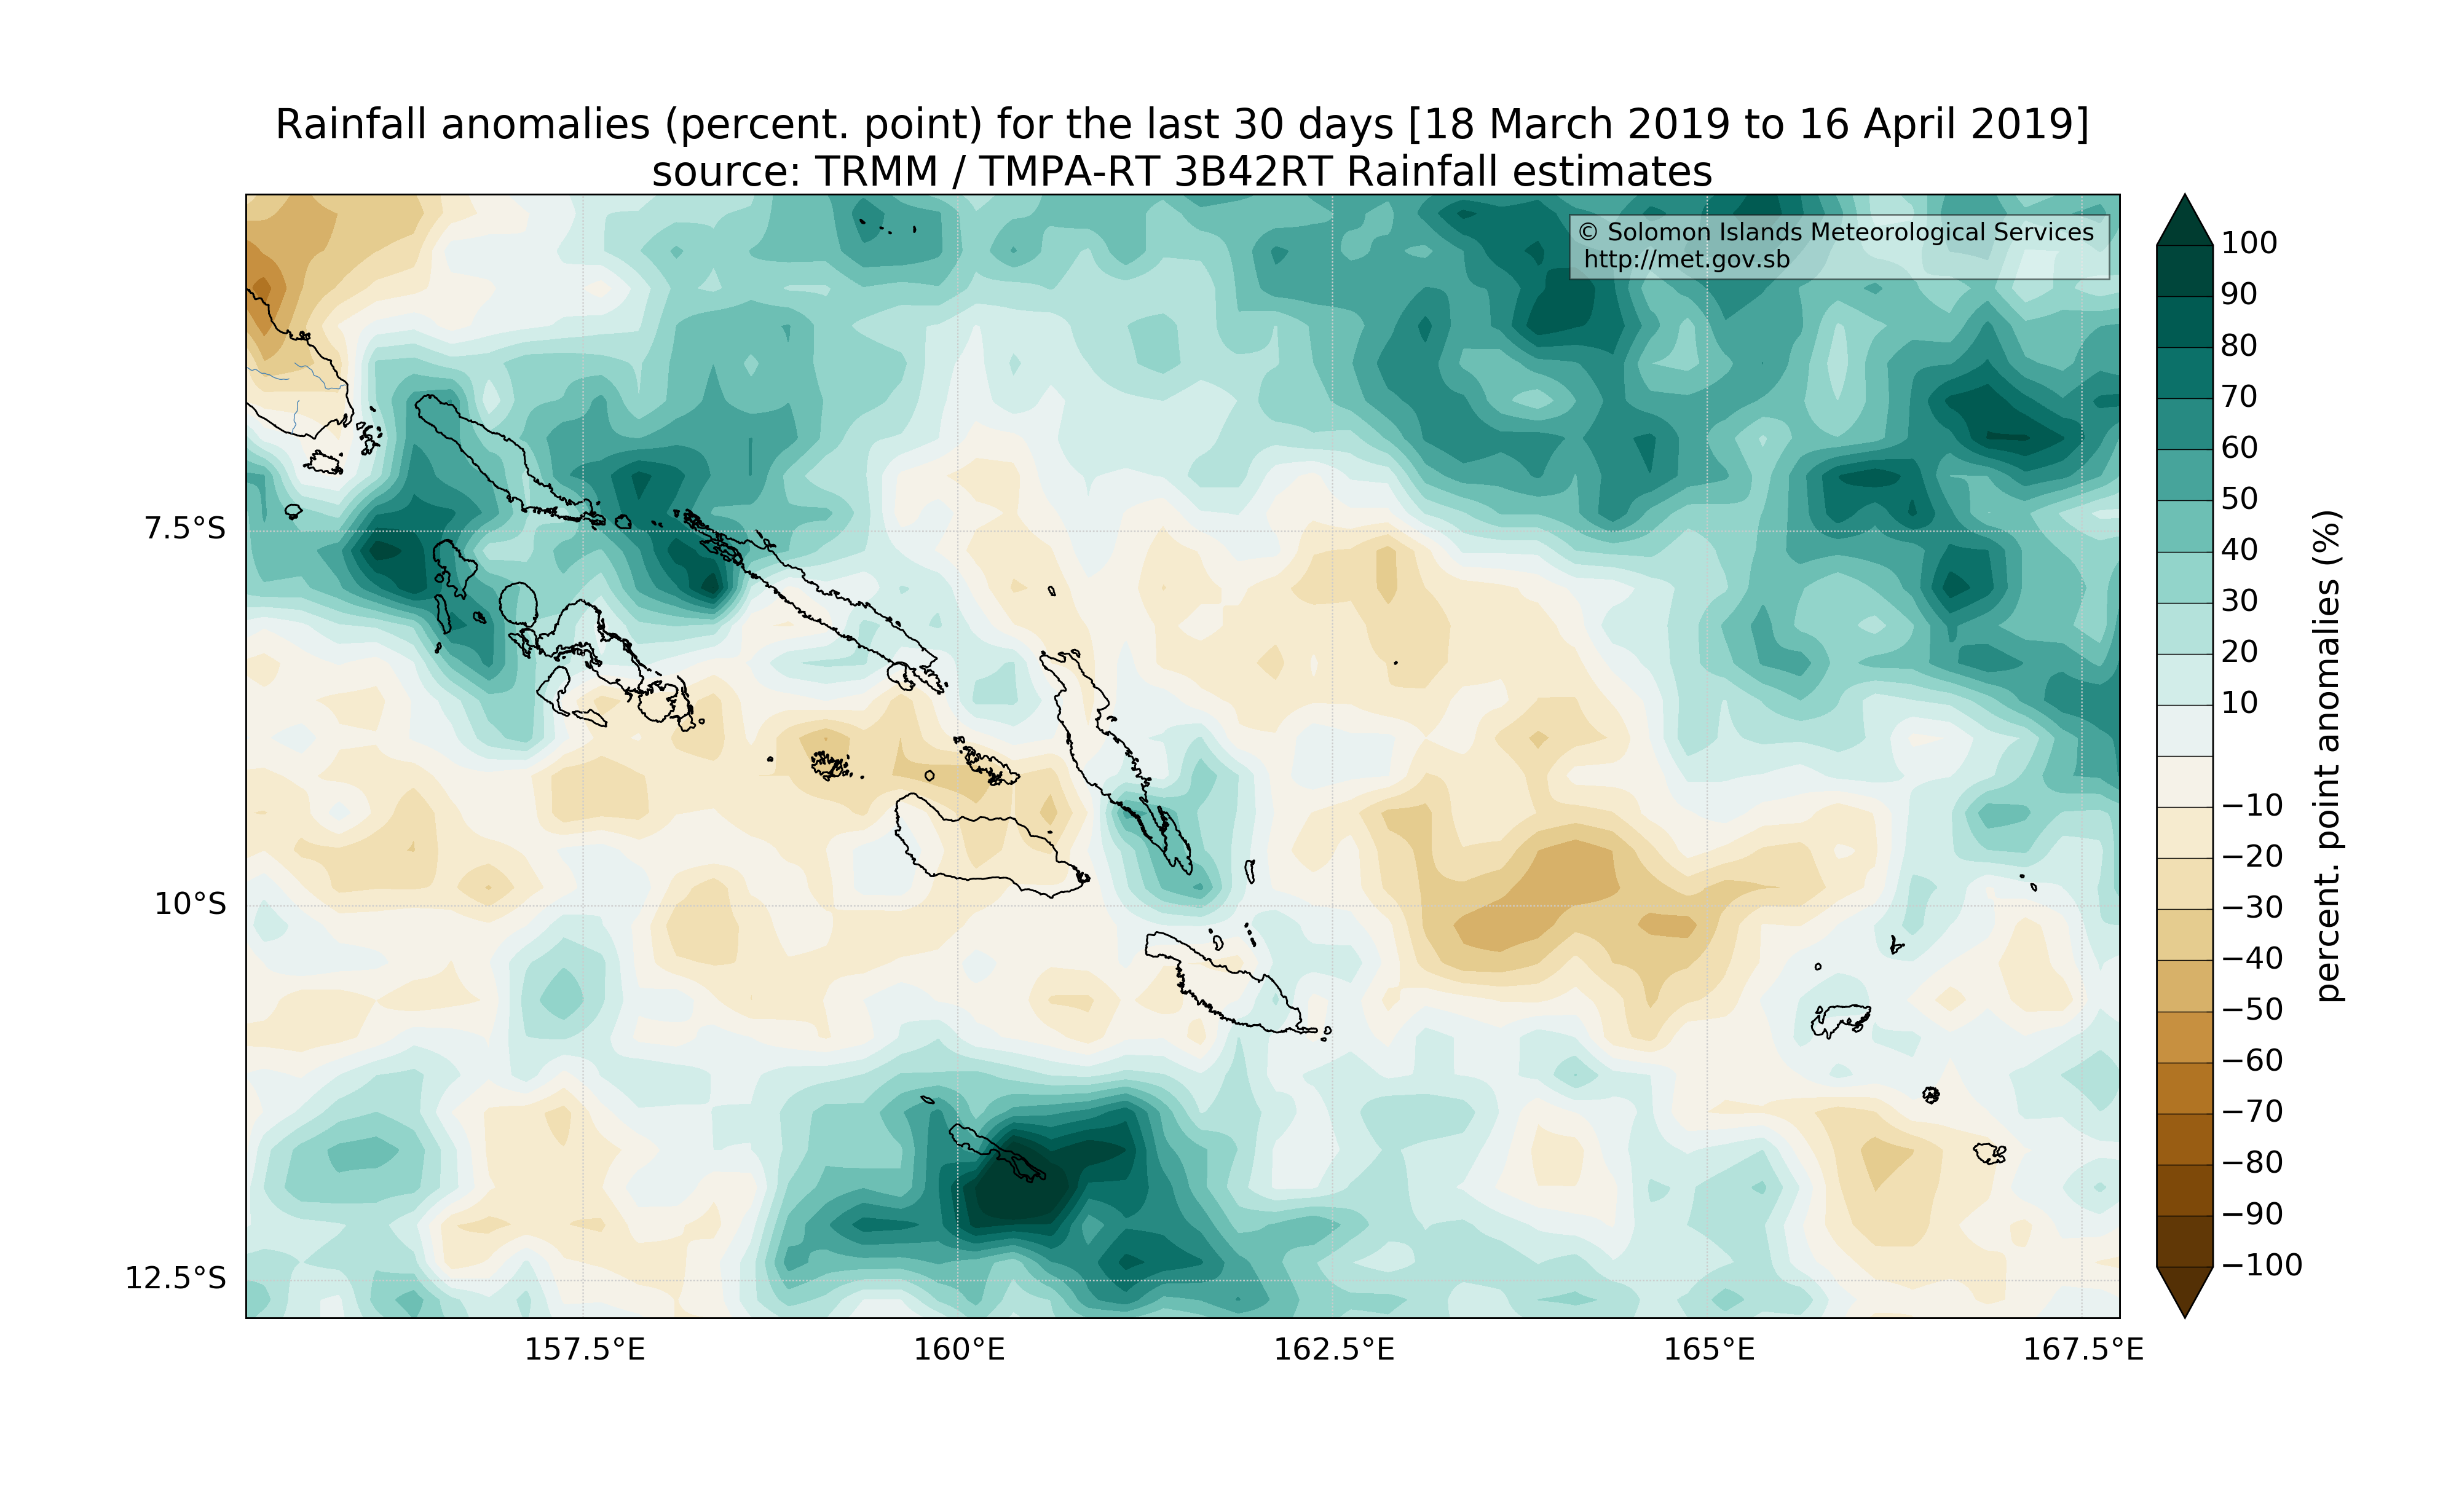 Rainfall anomalies (percent. point) for the last 30 days [18 March 2019 to 16 April 2019]
source: TRMM / TMPA-RT 3B42RT Rainfall estimates
© Solomon Islands Meteorological Services
http://met.gov.sb
7.5°S
10°S
12.5°S
157.5°E
160°E
162.5°E
165°E
167.5°E
100
90
80
70
60
50
40
30
20
10
−10
−20
−30
−40
−50
−60
−70
−80
−90
−100
percent. point anomalies (%)